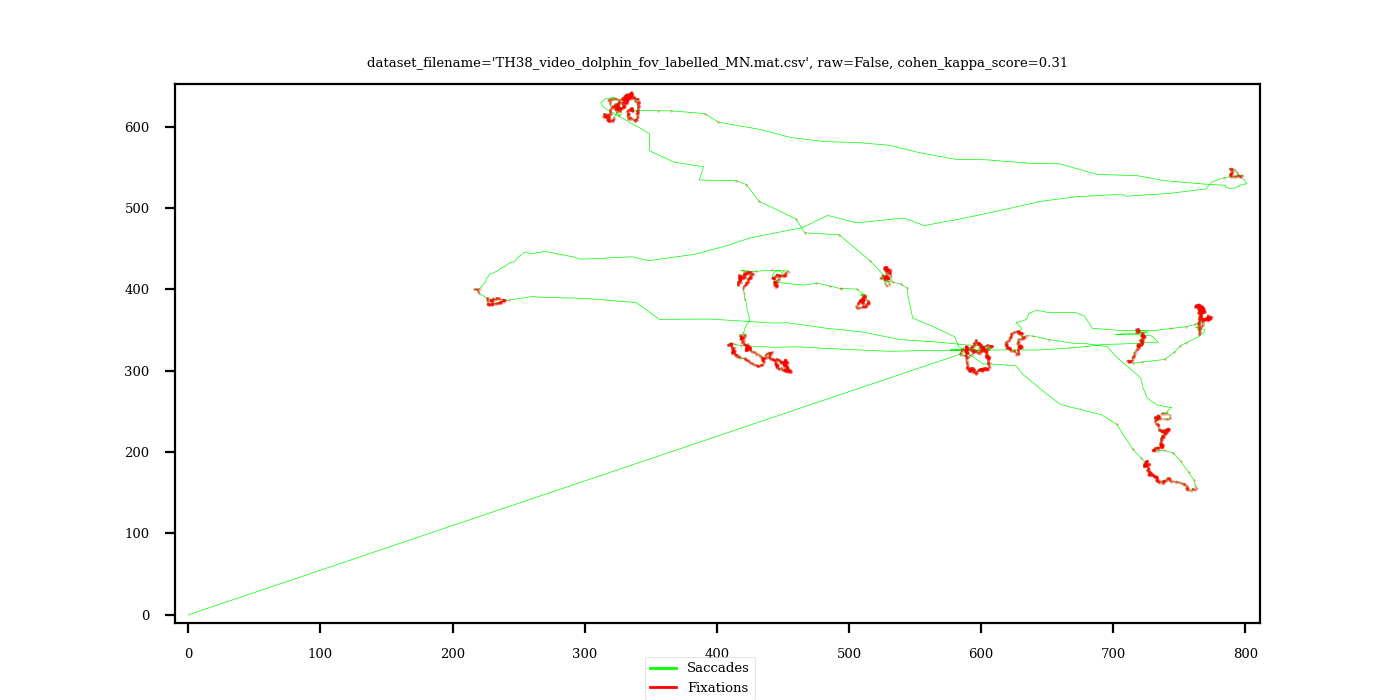 dataset_filename='TH38_video_dolphin_fov_labelled_MN.mat.csv', raw=False, cohen_kappa_score=0.31
600
500
400
300
200
100
0
0 100 200 300 400 500 600 700 800
Saccades
Fixations